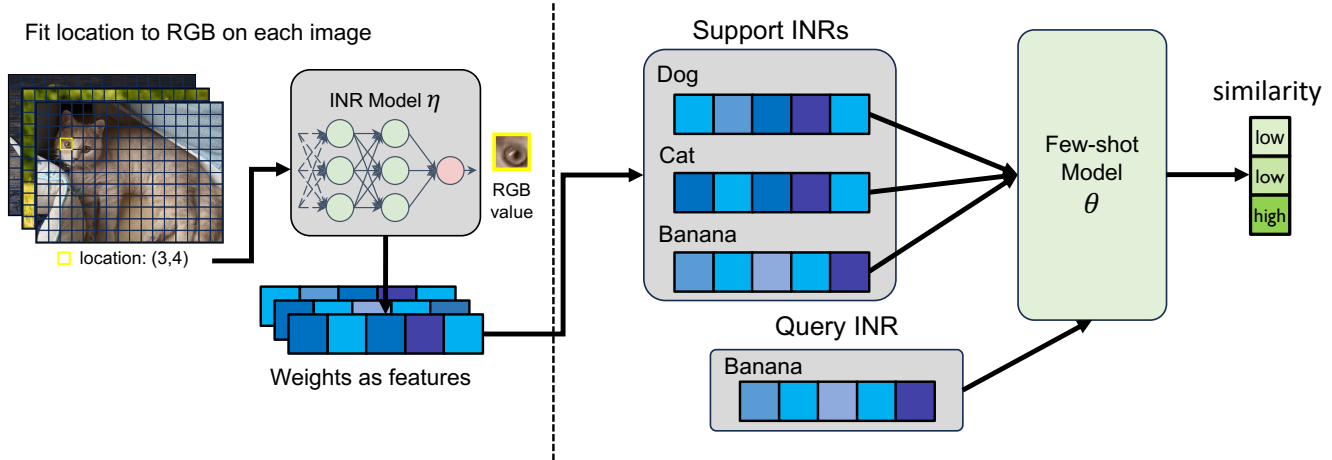 Fit location to RGB on each image
INR Model η
RGB
value
location: (3,4)
Weights as features
Support INRs
Dog
Cat
Banana
Query INR
Banana
Few-shot
Model
θ
similarity
low
low
high